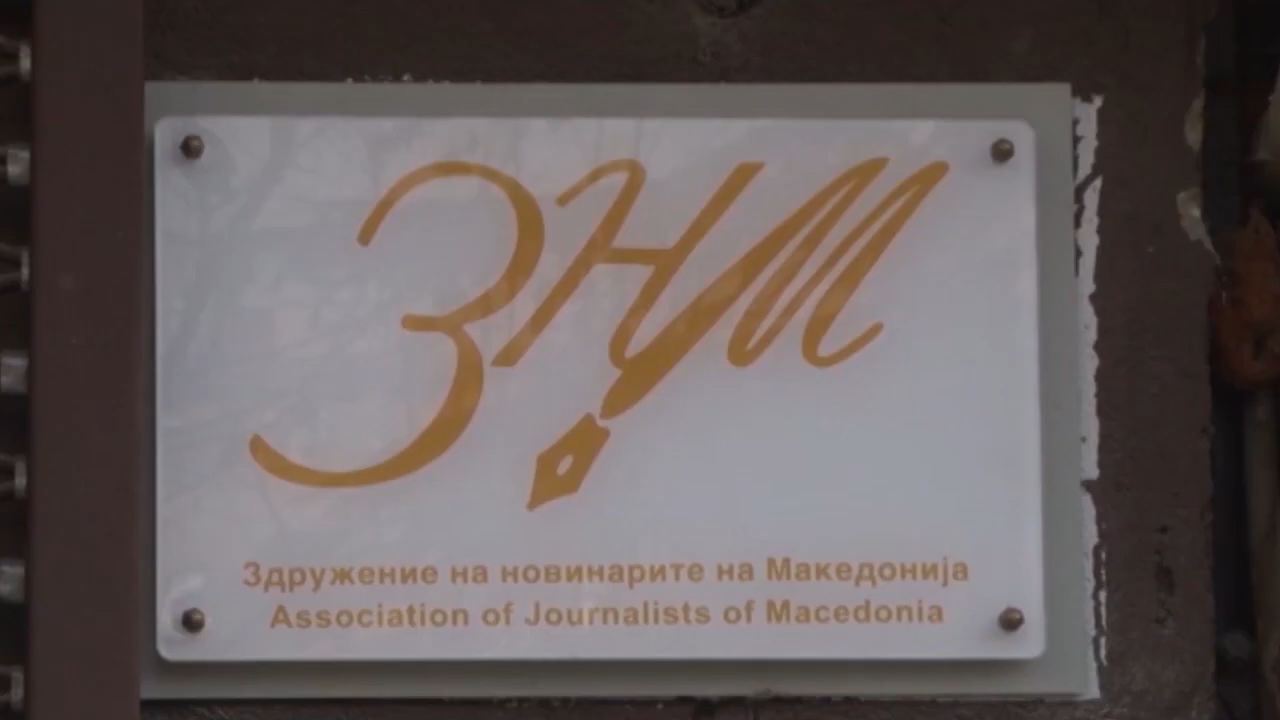 ЗНМ
Здружение на новинарите на Македонија
Association of Journalists of Macedonia